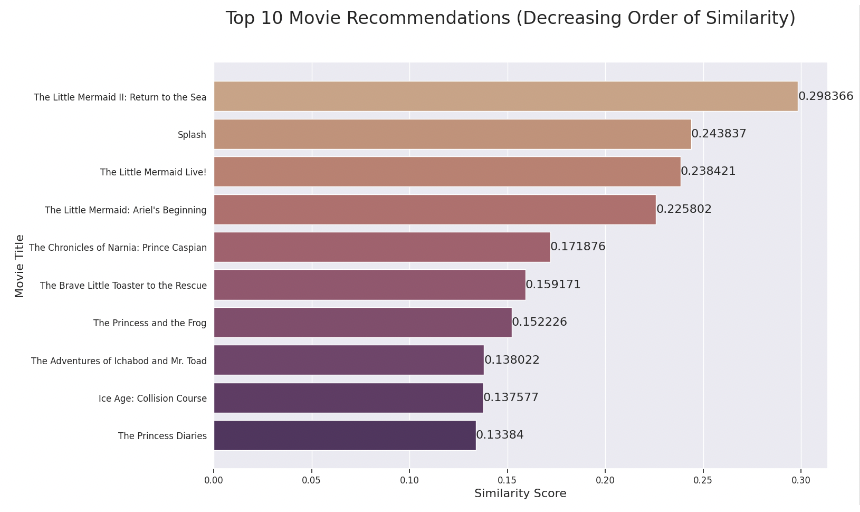 Top 10 Movie Recommendations (Decreasing Order of Similarity)
Movie Title
The Little Mermaid II: Return to the Sea 0.298366
Splash 0.243837
The Little Mermaid Live! 0.238421
The Little Mermaid: Ariel's Beginning 0.225802
The Chronicles of Narnia: Prince Caspian 0.171876
The Brave Little Toaster to the Rescue 0.159171
The Princess and the Frog 0.152226
The Adventures of Ichabod and Mr. Toad 0.138022
Ice Age: Collision Course 0.137577
The Princess Diaries 0.13384
0.00 0.05 0.10 0.15 0.20 0.25 0.30
Similarity Score